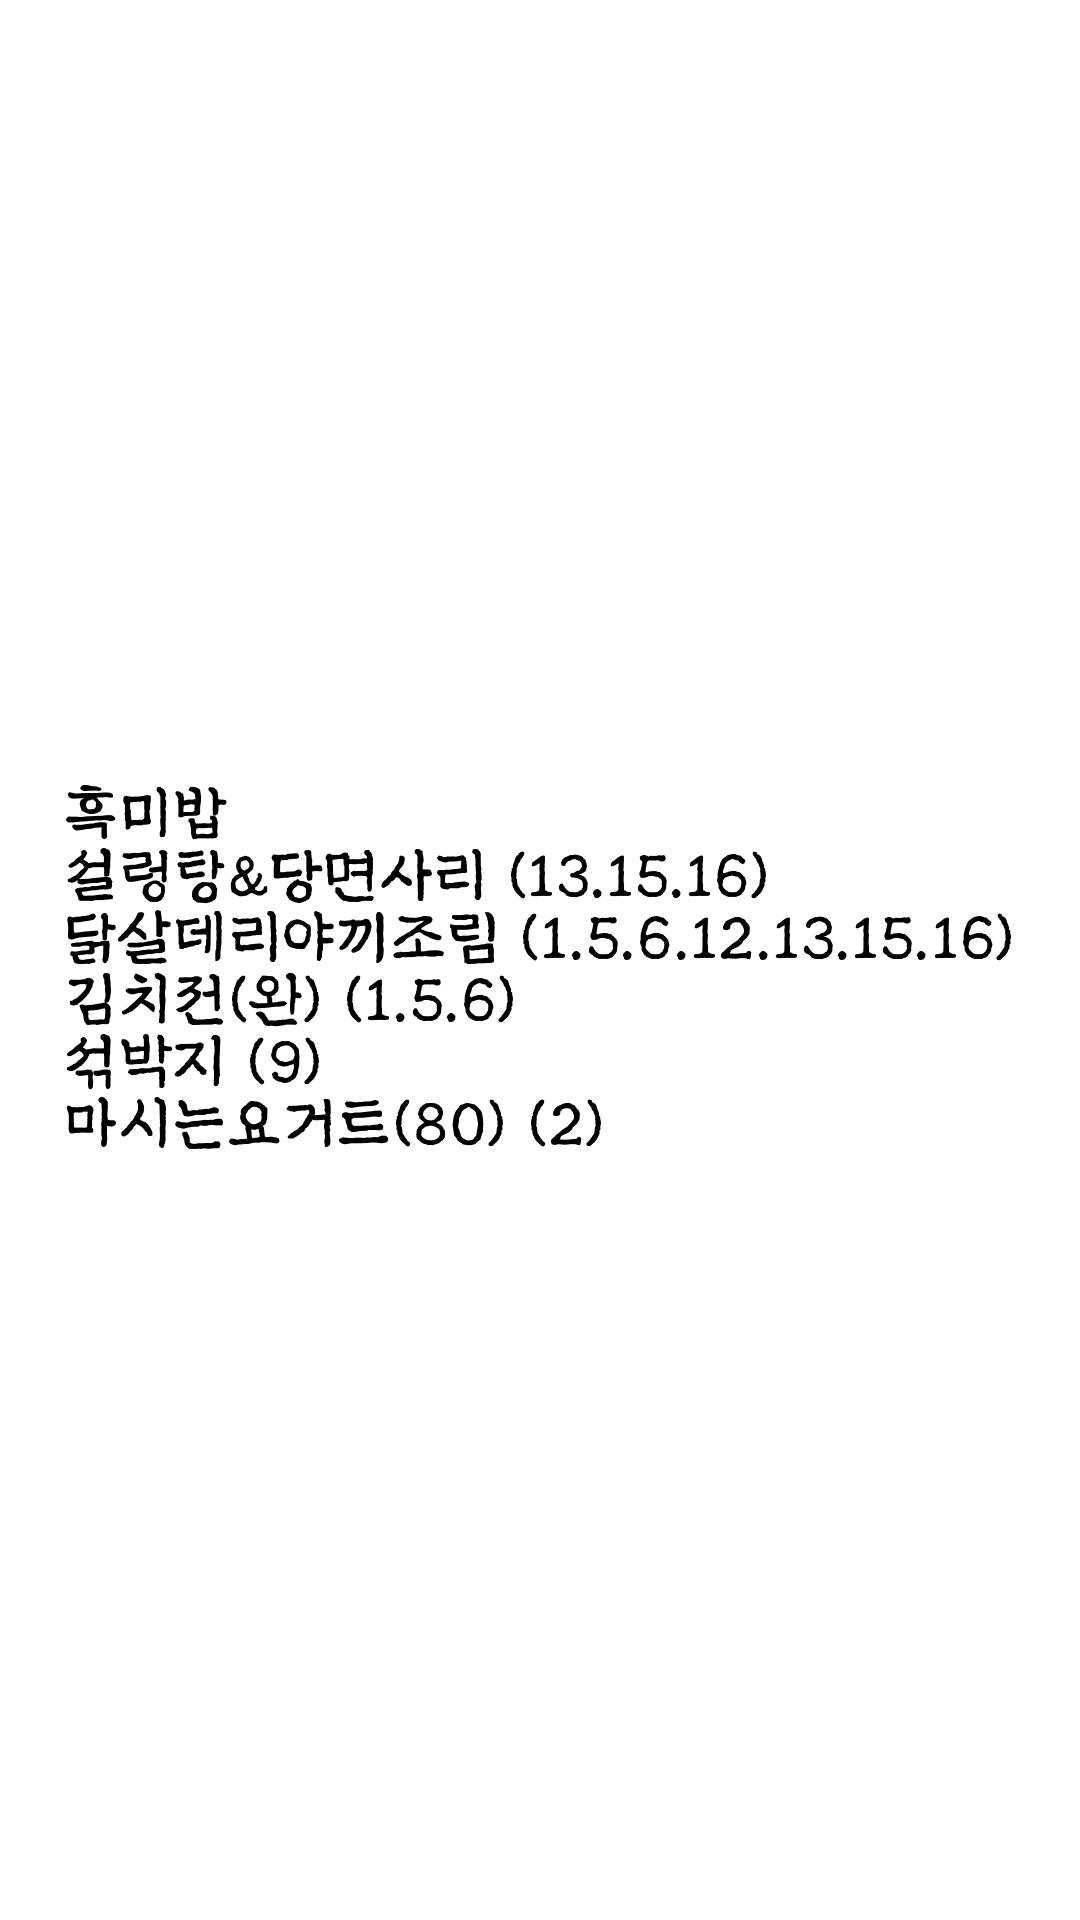 흑미밥
설렁탕&당면사리 (13.15.16)
닭살데리야끼조림 (1.5.6.12.13.15.16)
김치전(완) (1.5.6)
섞박지 (9)
마시는요거트(80) (2)